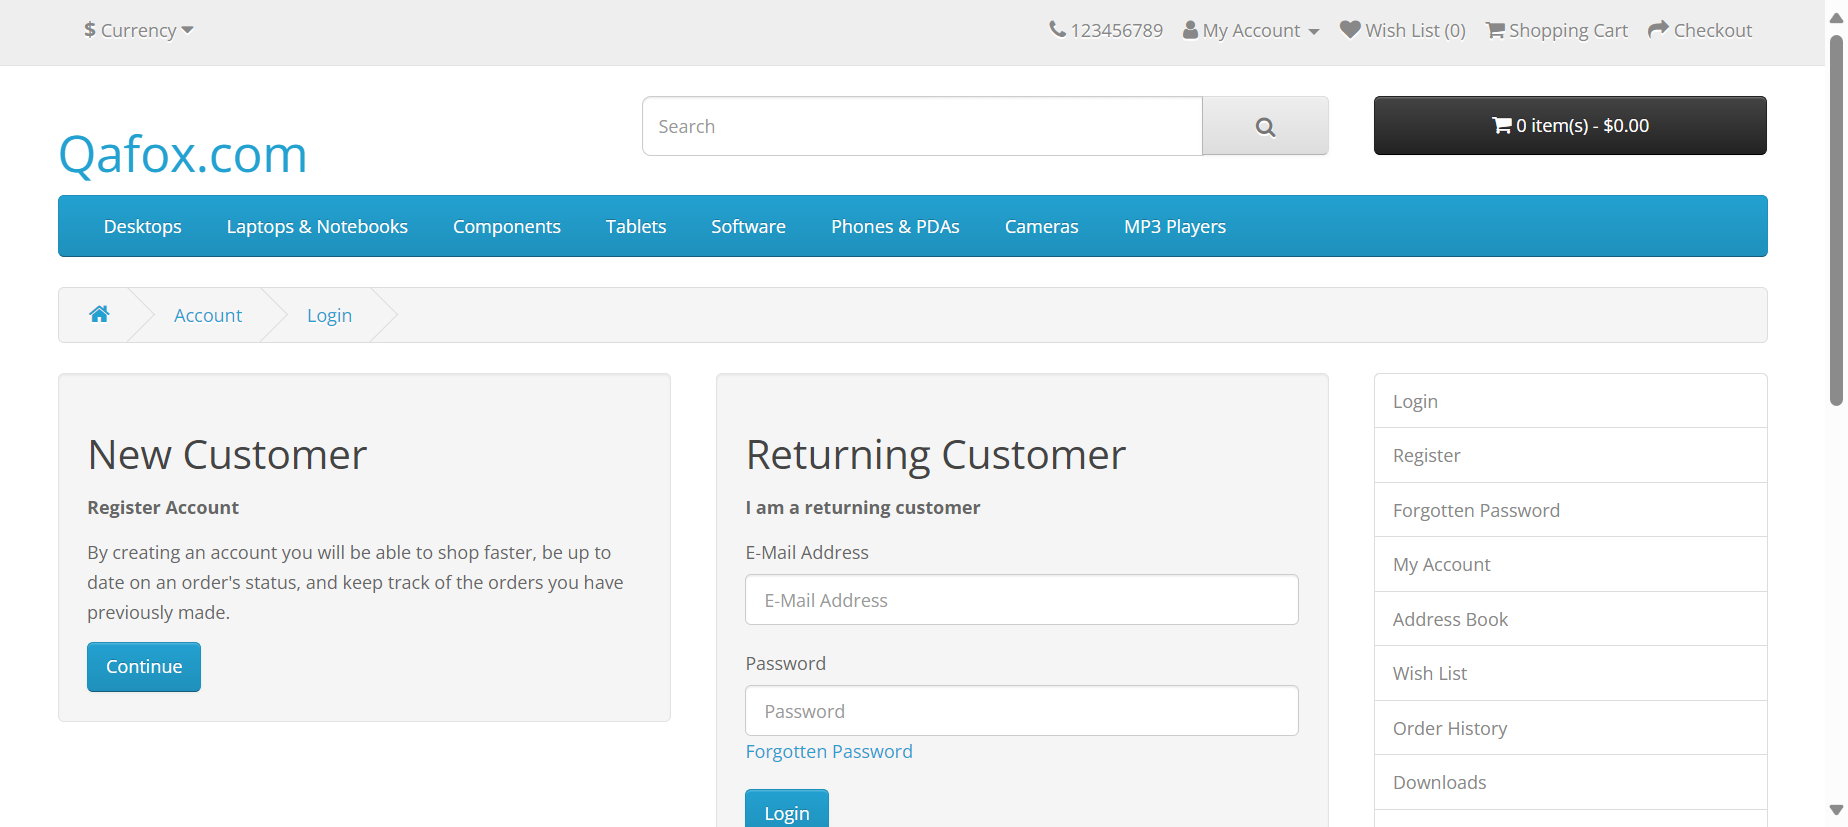 $ Currency
123456789 My Account Wish List (0) Shopping Cart Checkout
Qafox.com
Search
0 item(s) - $0.00
Desktops Laptops & Notebooks Components Tablets Software Phones & PDAs Cameras MP3 Players
Account Login
New Customer
Register Account
By creating an account you will be able to shop faster, be up to
date on an order's status, and keep track of the orders you have
previously made.
Continue
Returning Customer
I am a returning customer
E-Mail Address
E-Mail Address
Password
Password
Forgotten Password
Login
Login
Register
Forgotten Password
My Account
Address Book
Wish List
Order History
Downloads